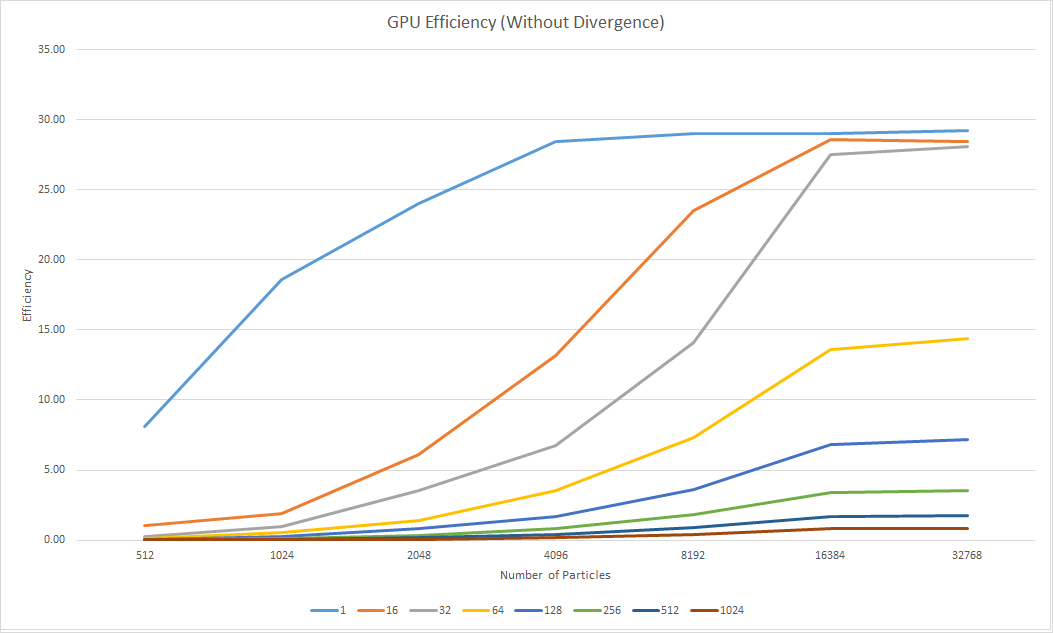 GPU Efficiency (Without Divergence)
35.00
30.00
25.00
20.00
15.00
10.00
5.00
0.00
Efficiency
512 1024 2048 4096 8192 16384 32768
Number of Particles
1 16 32 64 128 256 512 1024